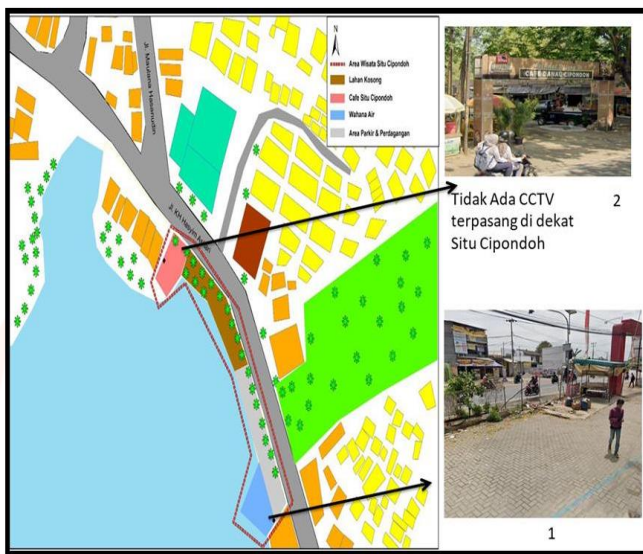 Jl. Maulana Hasanudin
N
Area Wisata Situ Cipondoh
Lahan Kosong
Cafe Situ Cipondoh
Wahana Air
Area Parkir & Perdagangan
CAFE DANAU CIPONDOH
Tidak Ada CCTV
terpasang di dekat
Situ Cipondoh
2
Jl. KH Hasyim Ashari
1